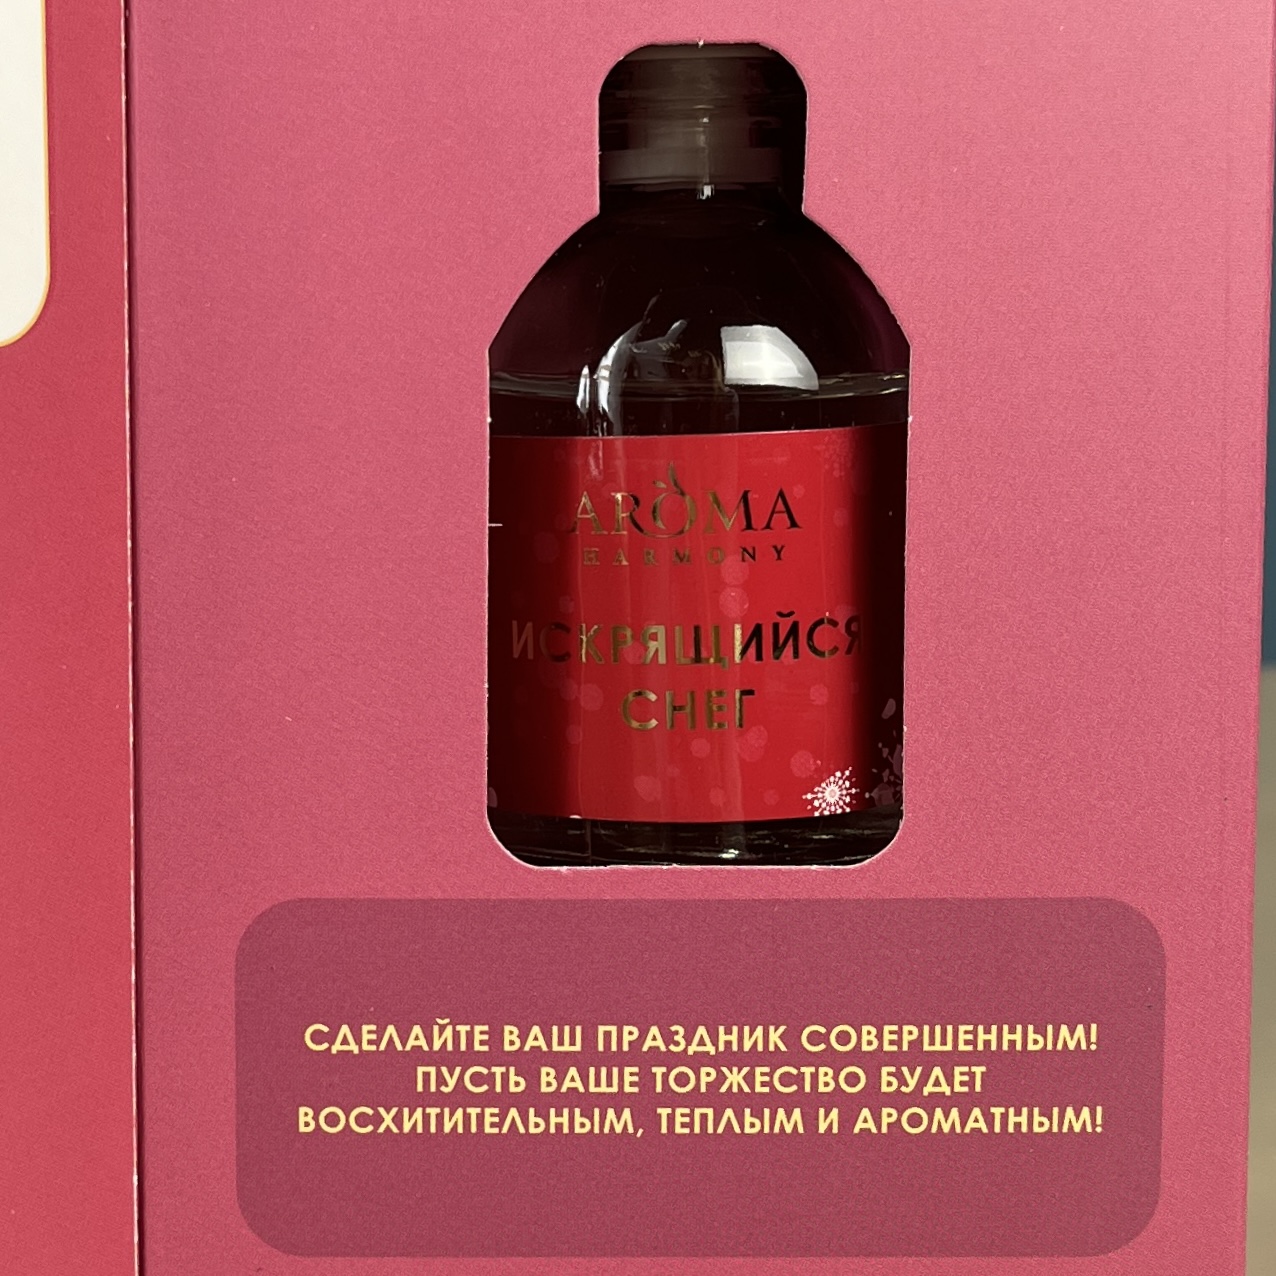 AROMA
HARMONY
ИСКРЯЩИЙСЯ
СНЕГ
СДЕЛАЙТЕ ВАШ ПРАЗДНИК СОВЕРШЕННЫМ!
ПУСТЬ ВАШЕ ТОРЖЕСТВО БУДЕТ
ВОСХИТИТЕЛЬНЫМ, ТЕПЛЫМ И АРОМАТНЫМ!